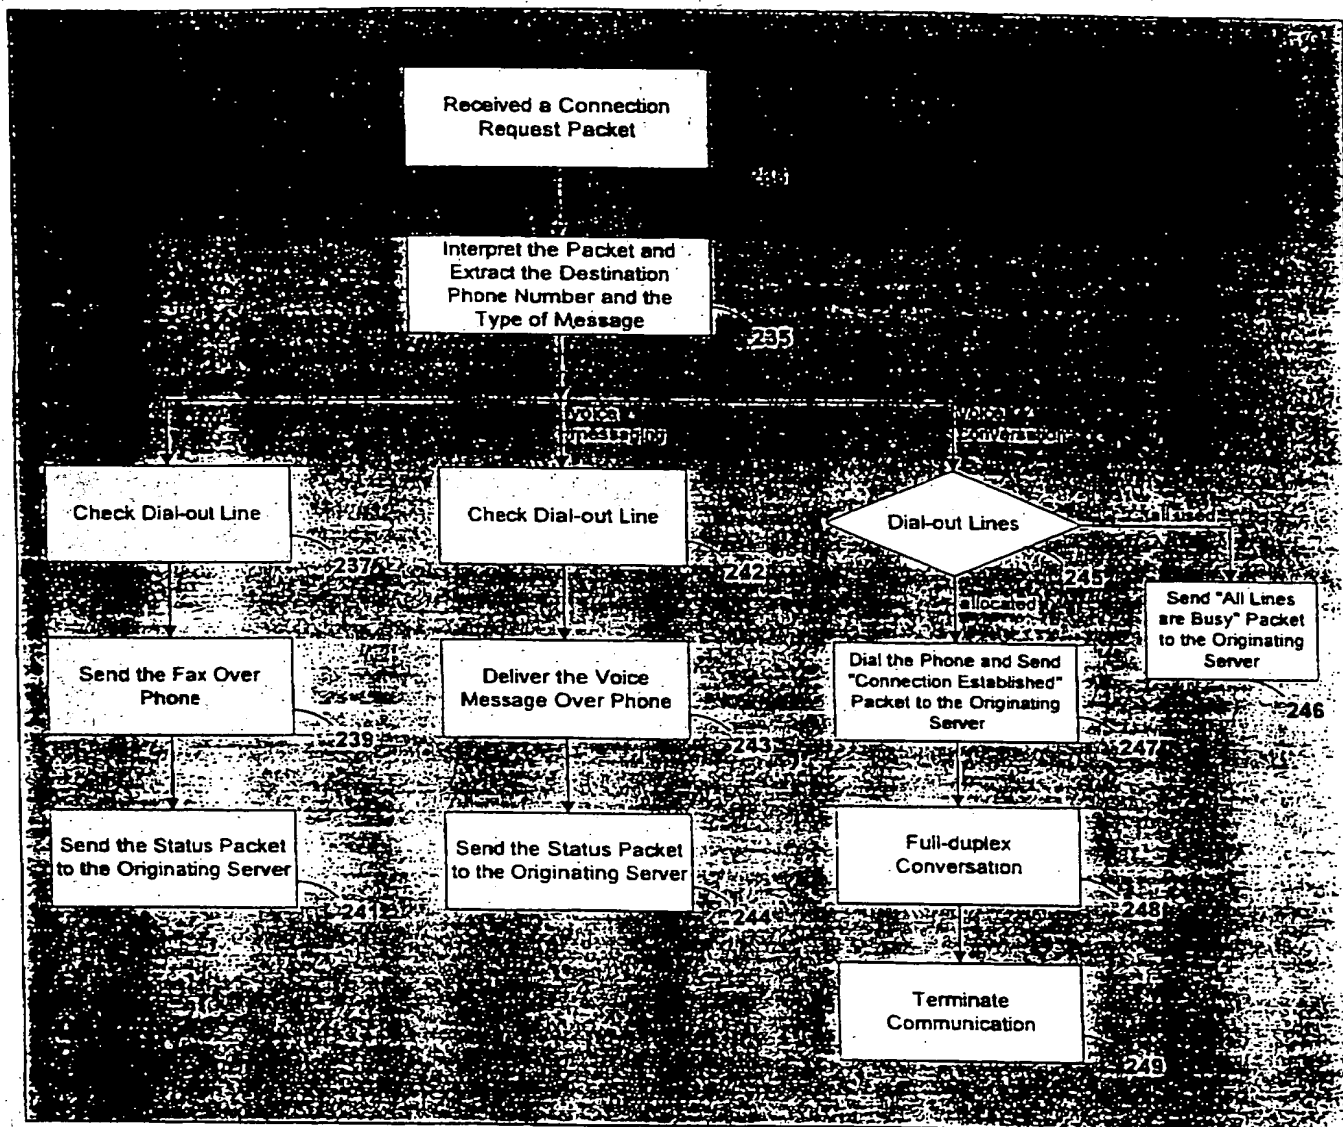 Received a Connection
Request Packet
Interpret the Packet and
Extract the Destination
Phone Number and the
Type of Message
235
voice
messaging
voice
conversation
Check Dial-out Line
237
Check Dial-out Line
242
Dial-out Lines
245
all used
allocated
Send "All Lines
are Busy" Packet
to the Originating
Server
246
Send the Fax Over
Phone
239
Deliver the Voice
Message Over Phone
243
Dial the Phone and Send
"Connection Established"
Packet to the Originating
Server
247
Send the Status Packet
to the Originating Server
241
Send the Status Packet
to the Originating Server
244
Full-duplex
Conversation
248
Terminate
Communication
249